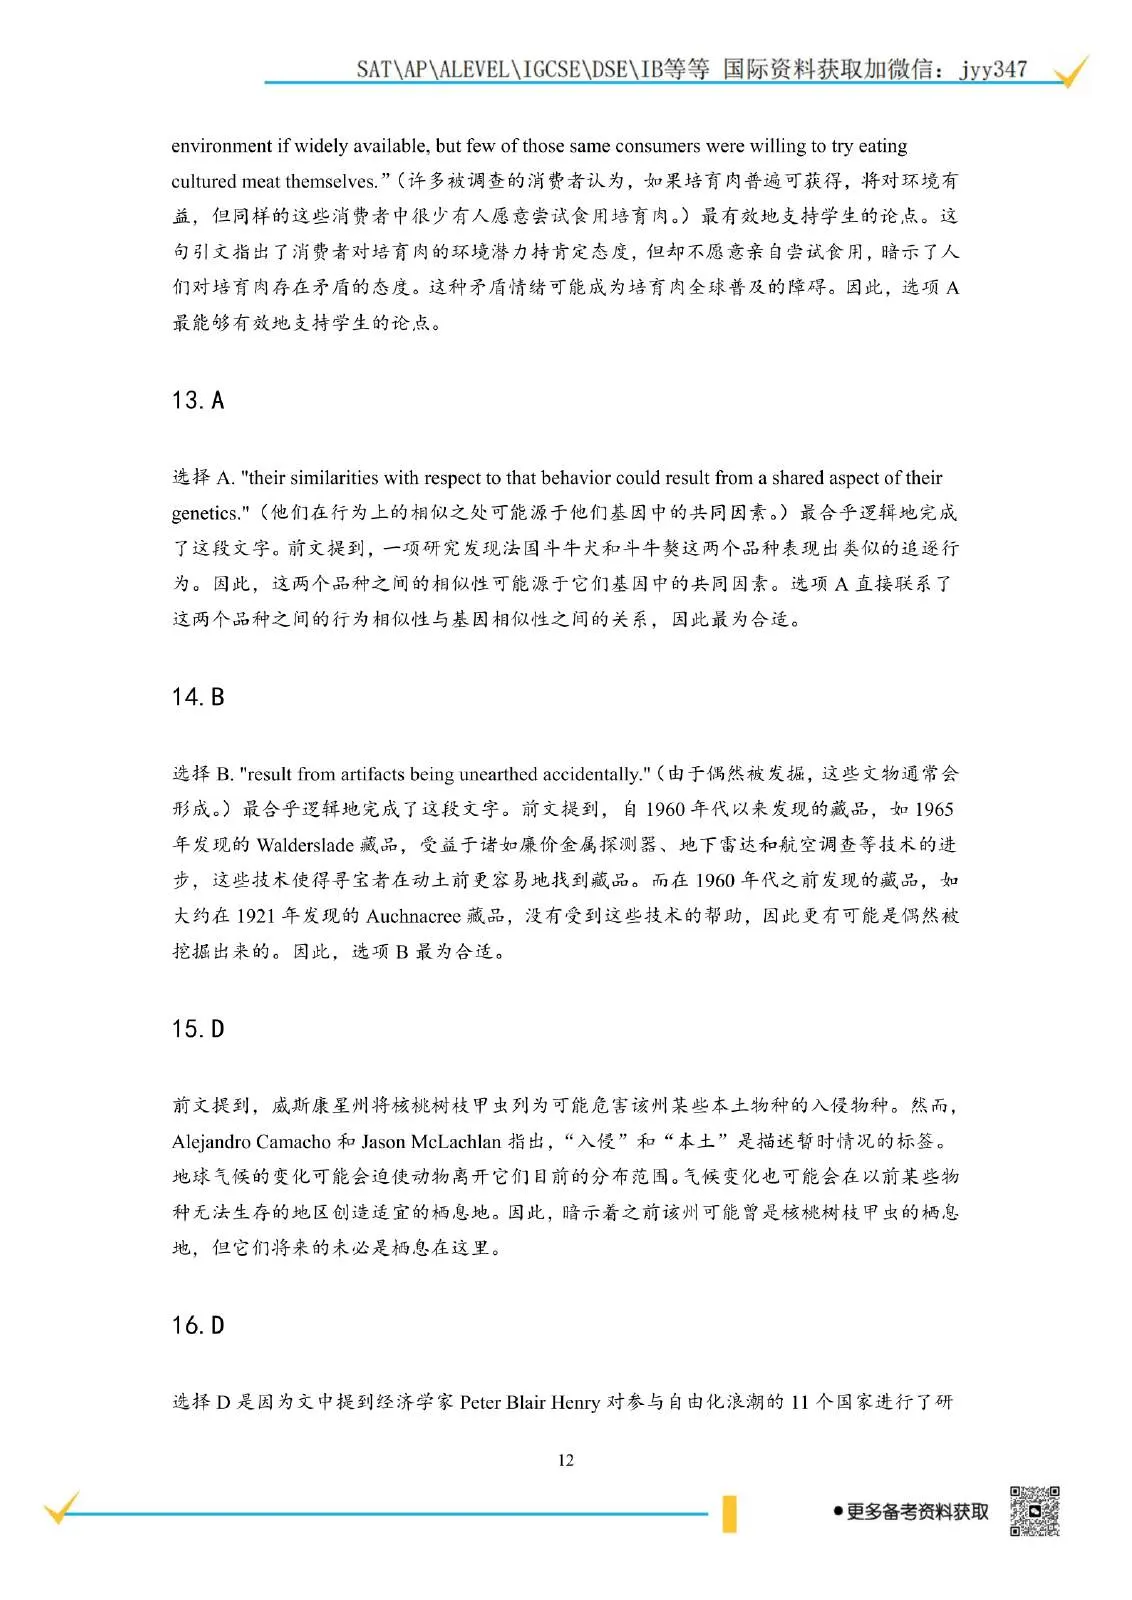 SAT\AP\ALEVEL\IGCSE\DSE\IB等等 国际资料获取加微信：jyy347
environment if widely available, but few of those same consumers were willing to try eating
cultured meat themselves.”（许多被调查的消费者认为，如果培育肉普遍可获得，将对环境有
益，但同样的这些消费者中很少有人愿意尝试食用培育肉。）最有效地支持学生的论点。这
句引文指出了消费者对培育肉的环境潜力持肯定态度，但却不愿意亲自尝试食用，暗示了人
们对培育肉存在矛盾的态度。这种矛盾情绪可能成为培育肉全球普及的障碍。因此，选项 A
最能够有效地支持学生的论点。
13. A
选择 A. "their similarities with respect to that behavior could result from a shared aspect of their
genetics."（他们在行为上的相似之处可能源于他们基因中的共同因素。）最合乎逻辑地完成
了这段文字。前文提到，一项研究发现法国斗牛犬和斗牛獒这两个品种表现出类似的追逐行
为。因此，这两个品种之间的相似性可能源于它们基因中的共同因素。选项 A 直接联系了
这两个品种之间的行为相似性与基因相似性之间的关系，因此最为合适。
14. B
选择 B. "result from artifacts being unearthed accidentally."（由于偶然被发掘，这些文物通常会
形成。）最合乎逻辑地完成了这段文字。前文提到，自 1960 年代以来发现的藏品，如 1965
年发现的 Walderslade 藏品，受益于诸如廉价金属探测器、地下雷达和航空调查等技术的进
步，这些技术使得寻宝者在动土前更容易地找到藏品。而在 1960 年代之前发现的藏品，如
大约在 1921 年发现的 Auchnacree 藏品，没有受到这些技术的帮助，因此更有可能是偶然被
挖掘出来的。因此，选项 B 最为合适。
15. D
前文提到，威斯康星州将核桃树枝甲虫列为可能危害该州某些本土物种的入侵物种。然而，
Alejandro Camacho 和 Jason McLachlan 指出，“入侵”和“本土”是描述暂时情况的标签。
地球气候的变化可能会迫使动物离开它们目前的分布范围。气候变化也可能会在以前某些物
种无法生存的地区创造适宜的栖息地。因此，暗示着之前该州可能曾是核桃树枝甲虫的栖息
地，但它们将来的未必是栖息在这里。
16. D
选择 D 是因为文中提到经济学家 Peter Blair Henry 对参与自由化浪潮的 11 个国家进行了研
12
●更多备考资料获取